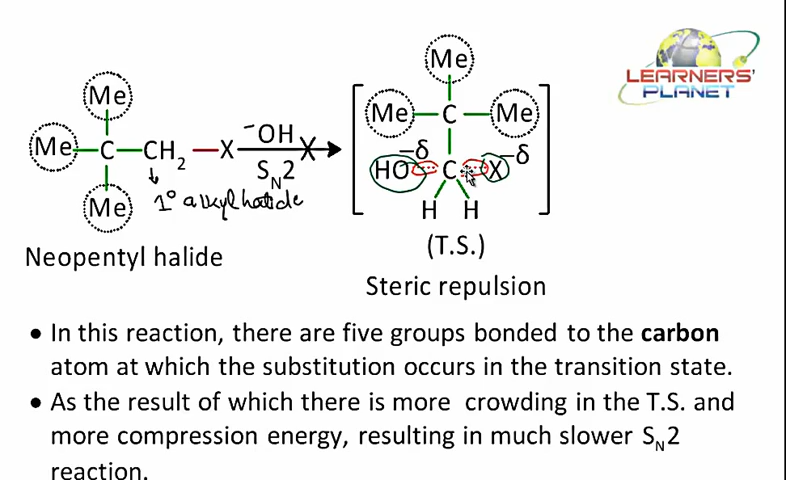 LEARNERS'
PLANET
Me
Me
Me—C—CH2—X
Me
1° alkylhalide
⁻OH
SN2
Me—C—Me
HO C X
−δ
−δ
H H
(T.S.)
Neopentyl halide
Steric repulsion
• In this reaction, there are five groups bonded to the carbon
atom at which the substitution occurs in the transition state.
• As the result of which there is more crowding in the T.S. and
more compression energy, resulting in much slower SN2
reaction.